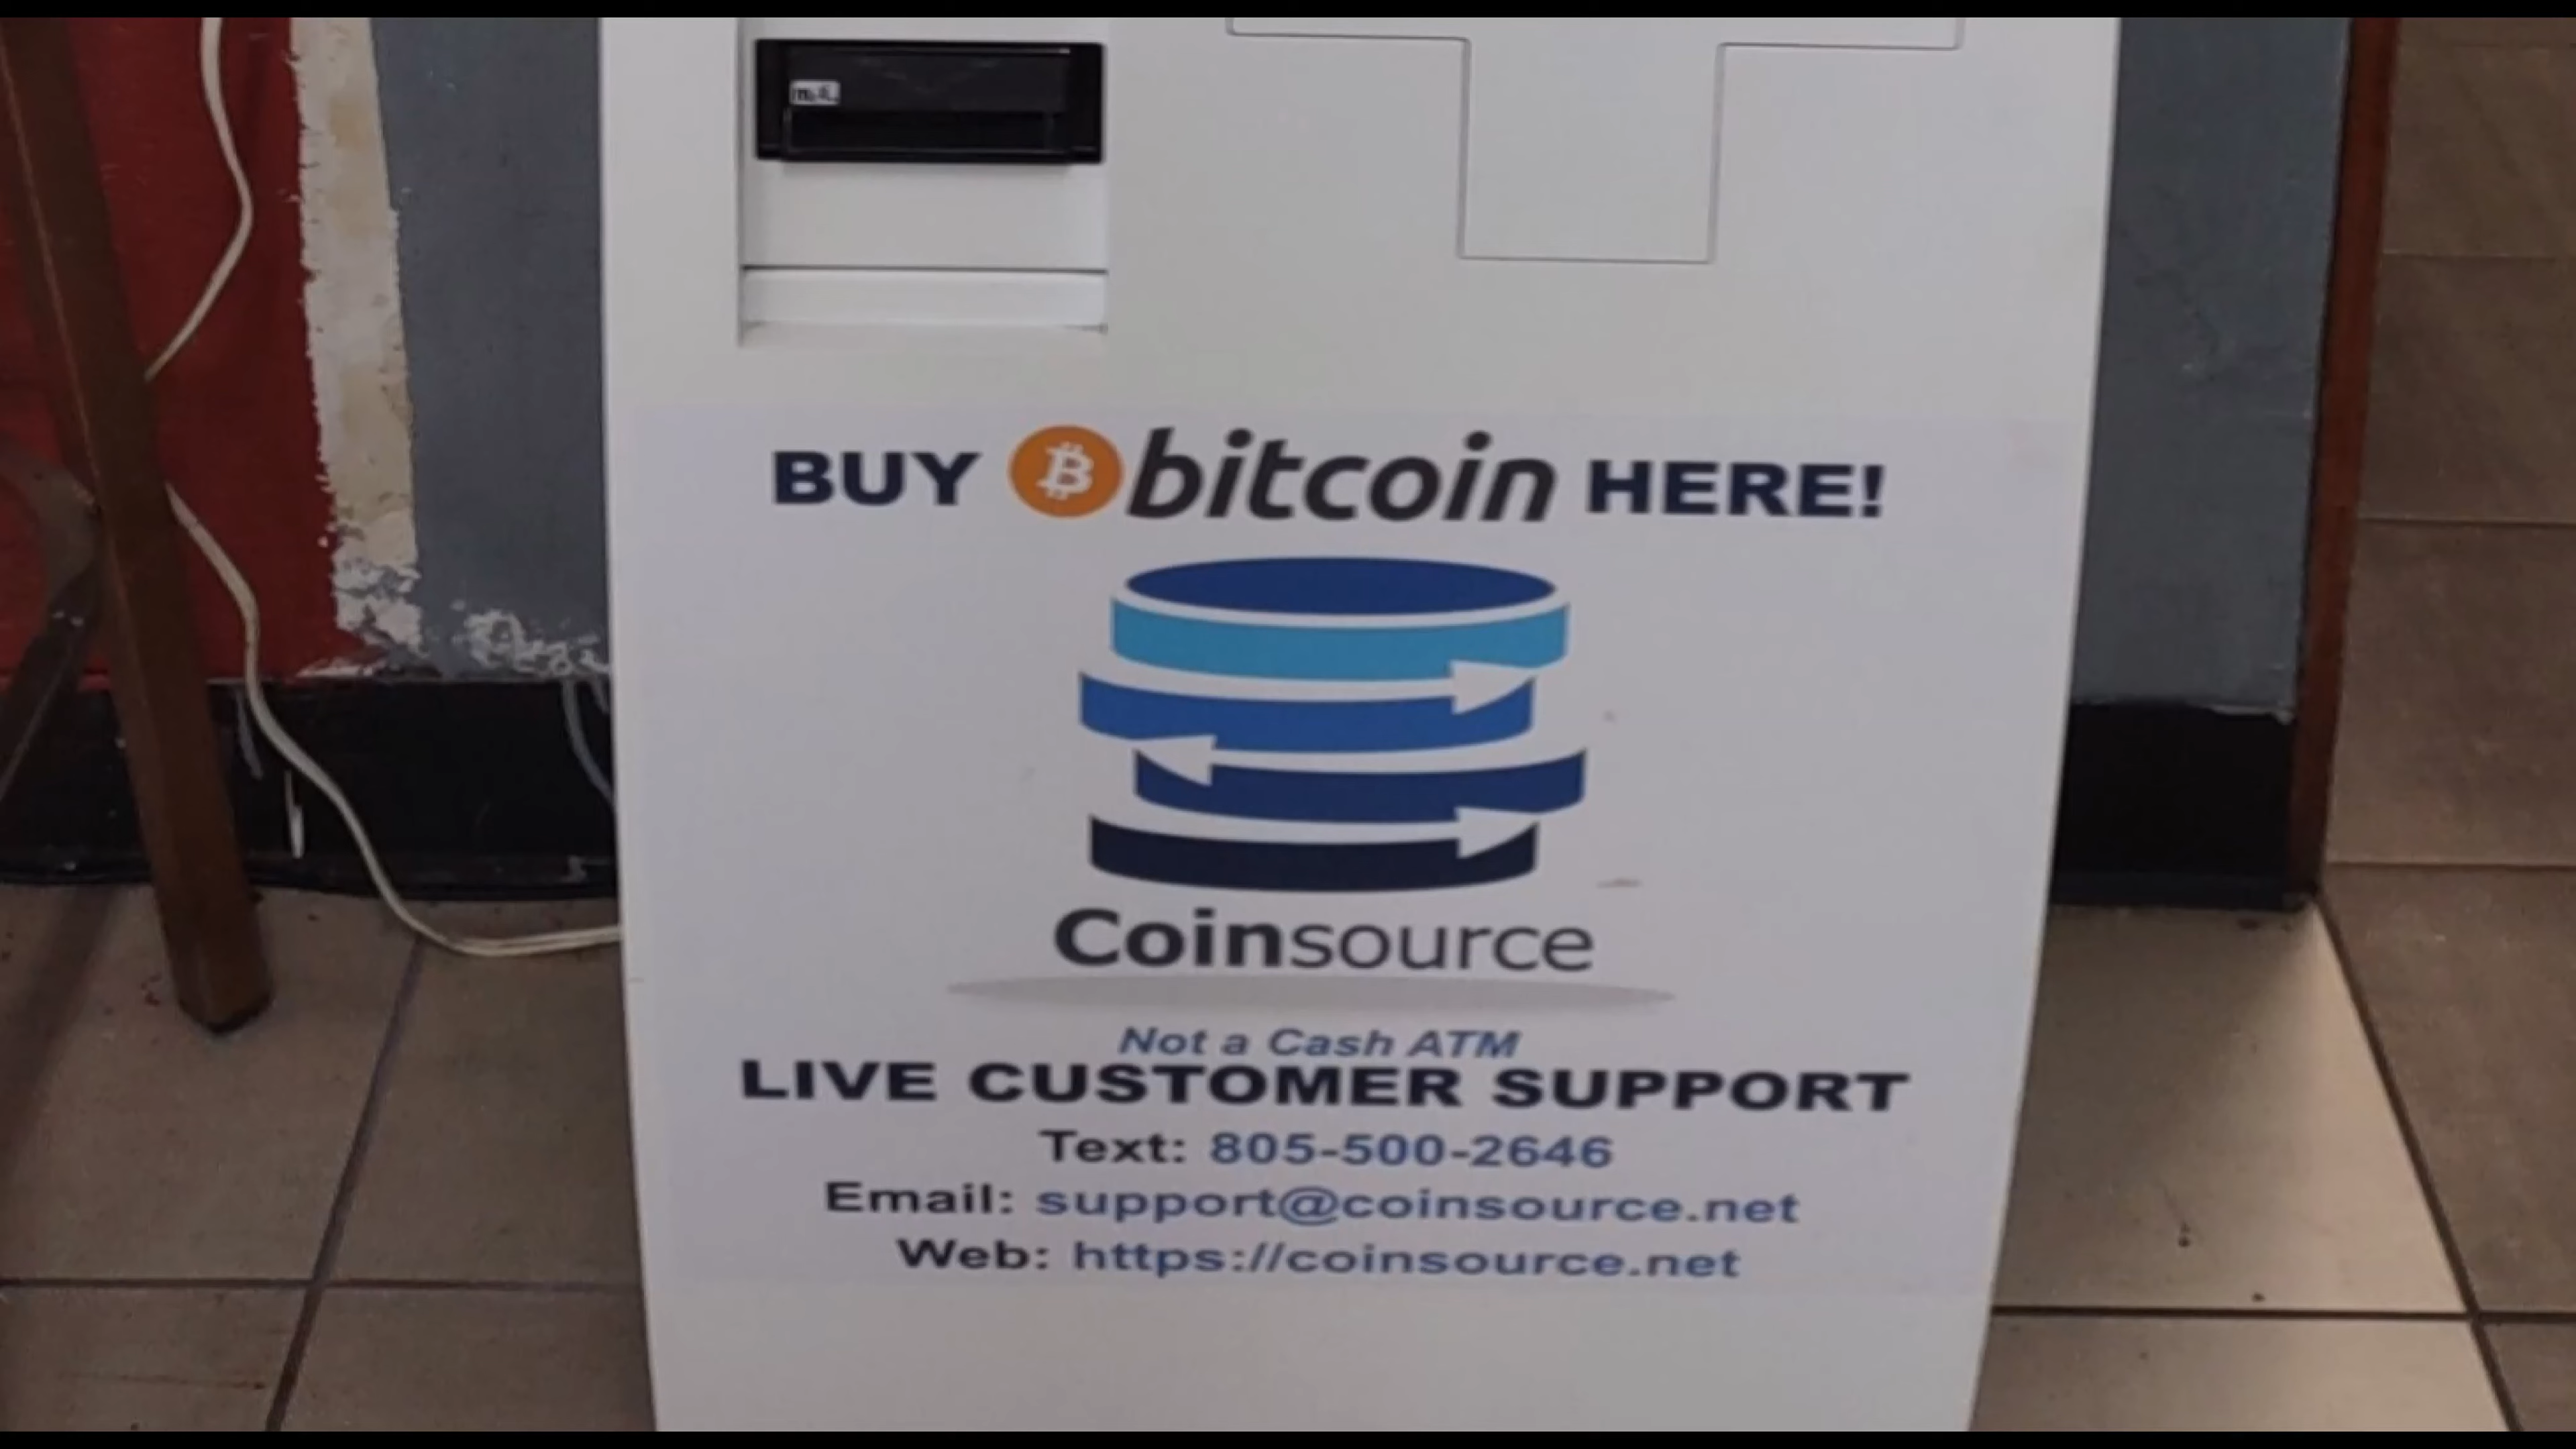 BUY bitcoin HERE!
Coinsource
Not a Cash ATM
LIVE CUSTOMER SUPPORT
Text: 805-500-2646
Email: support@coinsource.net
Web: https://coinsource.net